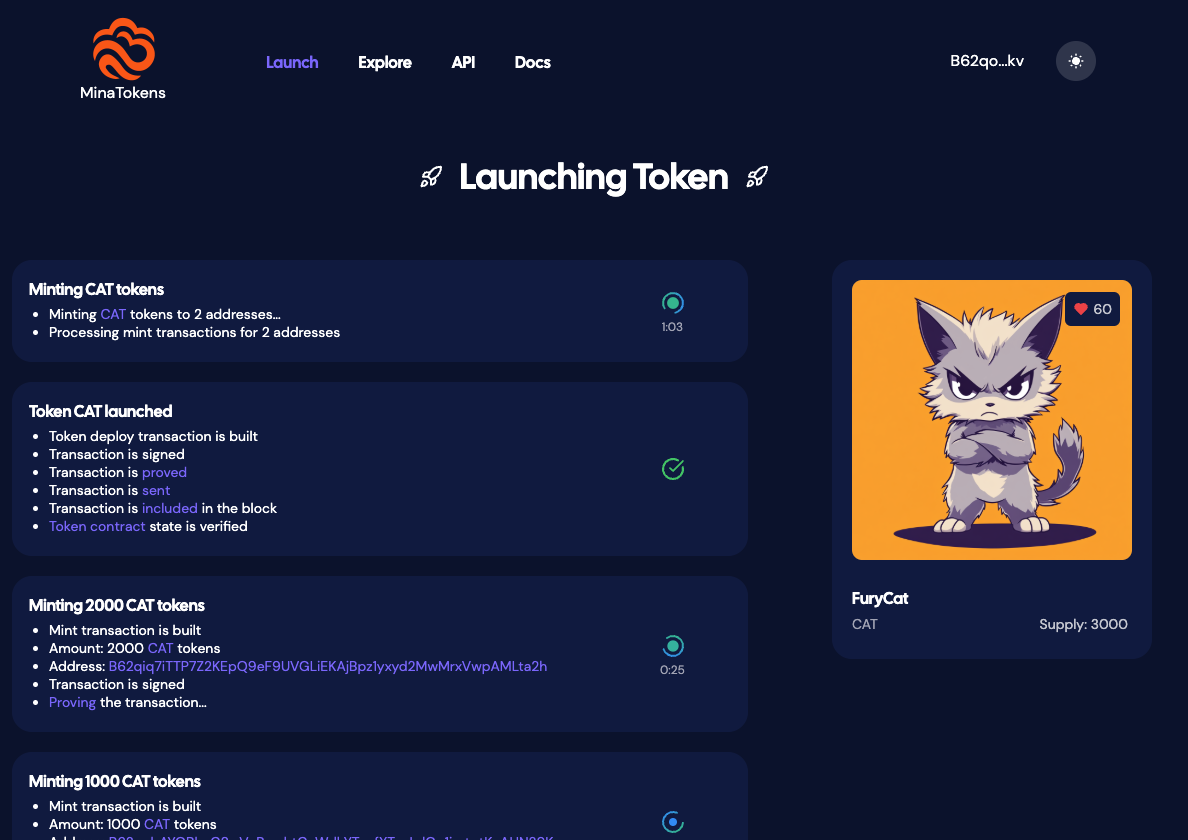 MinaTokens
Launch
Explore
API
Docs
B62qo...kv
Launching Token
Minting CAT tokens
Minting CAT tokens to 2 addresses...
Processing mint transactions for 2 addresses
1:03
Token CAT launched
Token deploy transaction is built
Transaction is signed
Transaction is proved
Transaction is sent
Transaction is included in the block
Token contract state is verified
Minting 2000 CAT tokens
Mint transaction is built
Amount: 2000 CAT tokens
Address: B62qiq7iTTP7Z2KEpQ9eF9UVGLiEKAjBpz1yxyd2MwMrxVwpAMLta2h
Transaction is signed
Proving the transaction...
0:25
Minting 1000 CAT tokens
Mint transaction is built
Amount: 1000 CAT tokens
60
FuryCat
CAT
Supply: 3000